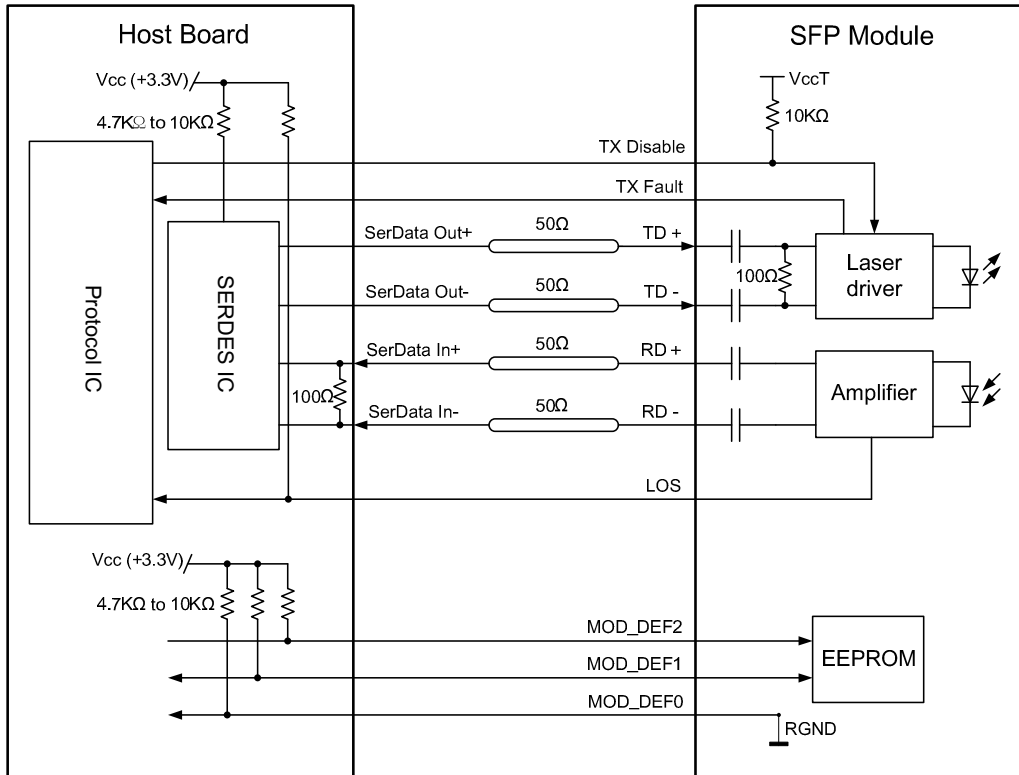 Host Board
SFP Module
Vcc (+3.3V)
VccT
4.7KΩ to 10KΩ
10KΩ
TX Disable
TX Fault
SerData Out+
50Ω
TD +
SerData Out-
50Ω
TD -
100Ω
Laser
driver
Protocol IC
SERDES IC
SerData In+
50Ω
RD +
100Ω
SerData In-
50Ω
RD -
Amplifier
LOS
Vcc (+3.3V)
4.7KΩ to 10KΩ
MOD_DEF2
MOD_DEF1
MOD_DEF0
EEPROM
RGND